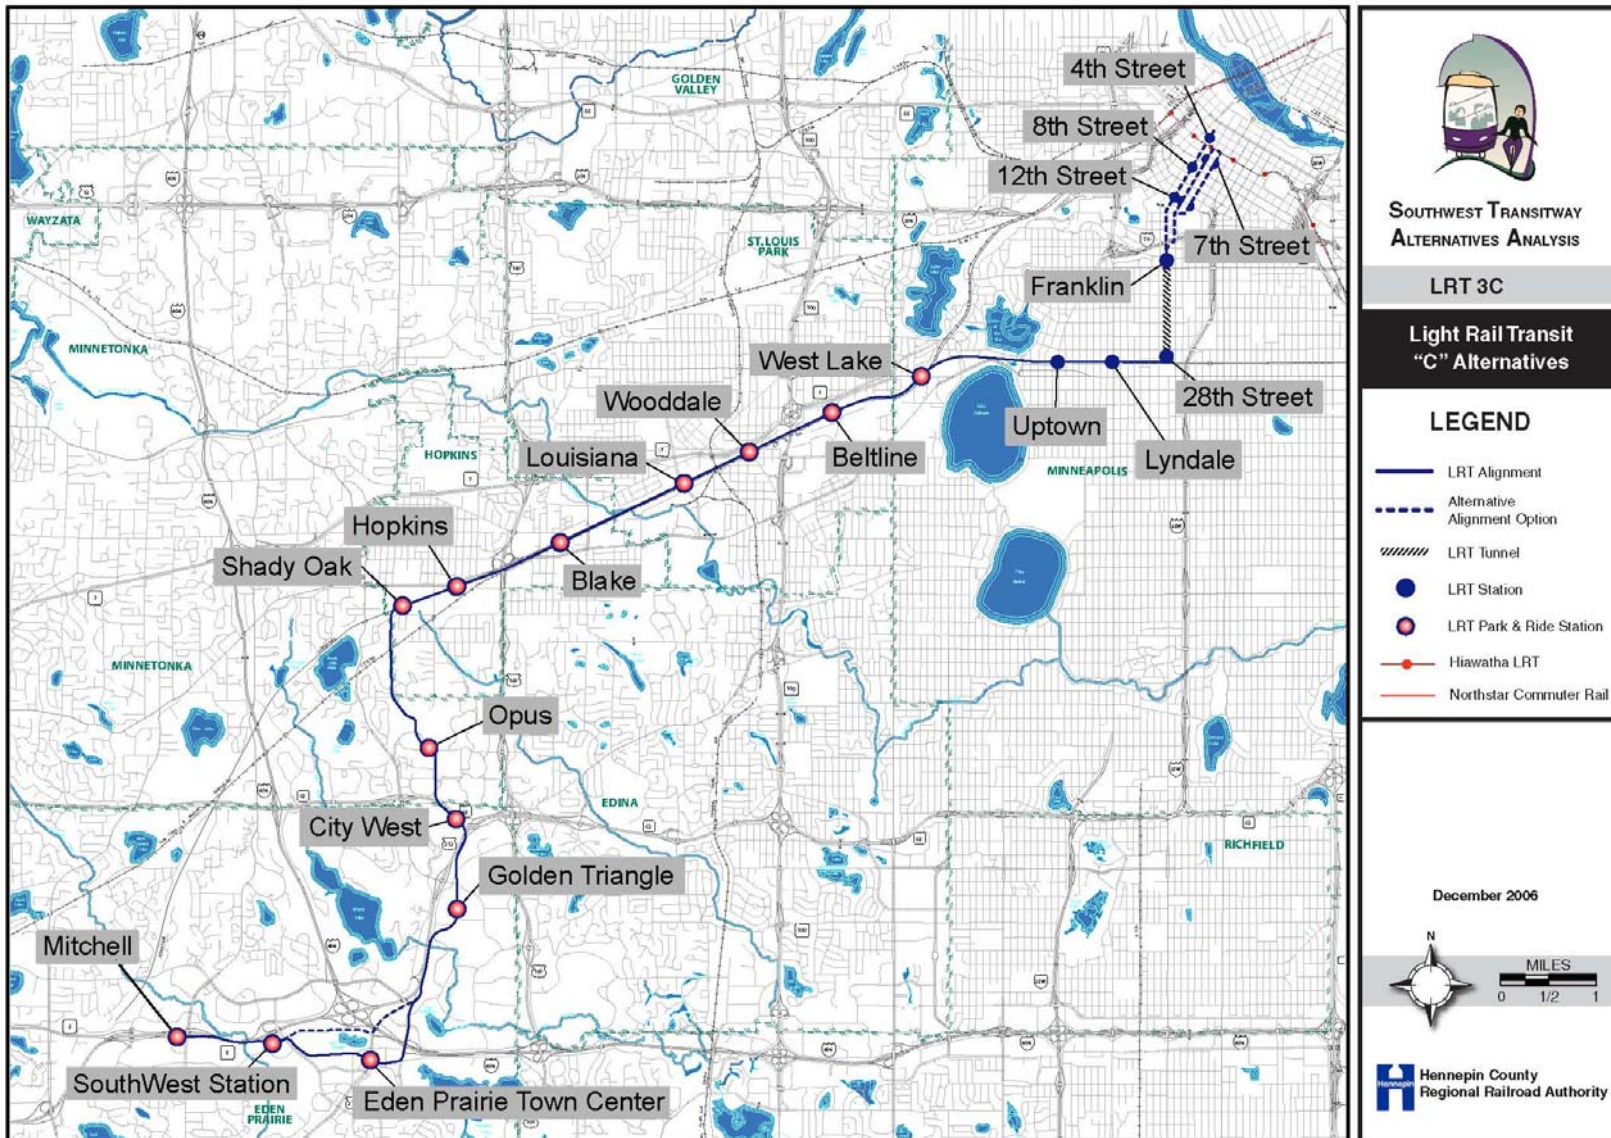 4th Street
GOLDEN
VALLEY
8th Street
12th Street
WAYZATA
ST.LOUIS
PARK
7th Street
Franklin
MINNETONKA
West Lake
Wooddale
28th Street
Uptown
Louisiana
HOPKINS
Beltline
Lyndale
MINNEAPOLIS
Hopkins
Shady Oak
Blake
MINNETONKA
Opus
EDINA
City West
RICHFIELD
Golden Triangle
Mitchell
SouthWest Station
Eden Prairie Town Center
EDEN
PRAIRIE
SOUTHWEST TRANSITWAY
ALTERNATIVES ANALYSIS
LRT 3C
Light Rail Transit
“C” Alternatives
LEGEND
LRT Alignment
Alternative
Alignment Option
LRT Tunnel
LRT Station
LRT Park & Ride Station
Hiawatha LRT
Northstar Commuter Rail
December 2006
N
MILES
0 1/2 1
Hennepin
Hennepin County
Regional Railroad Authority